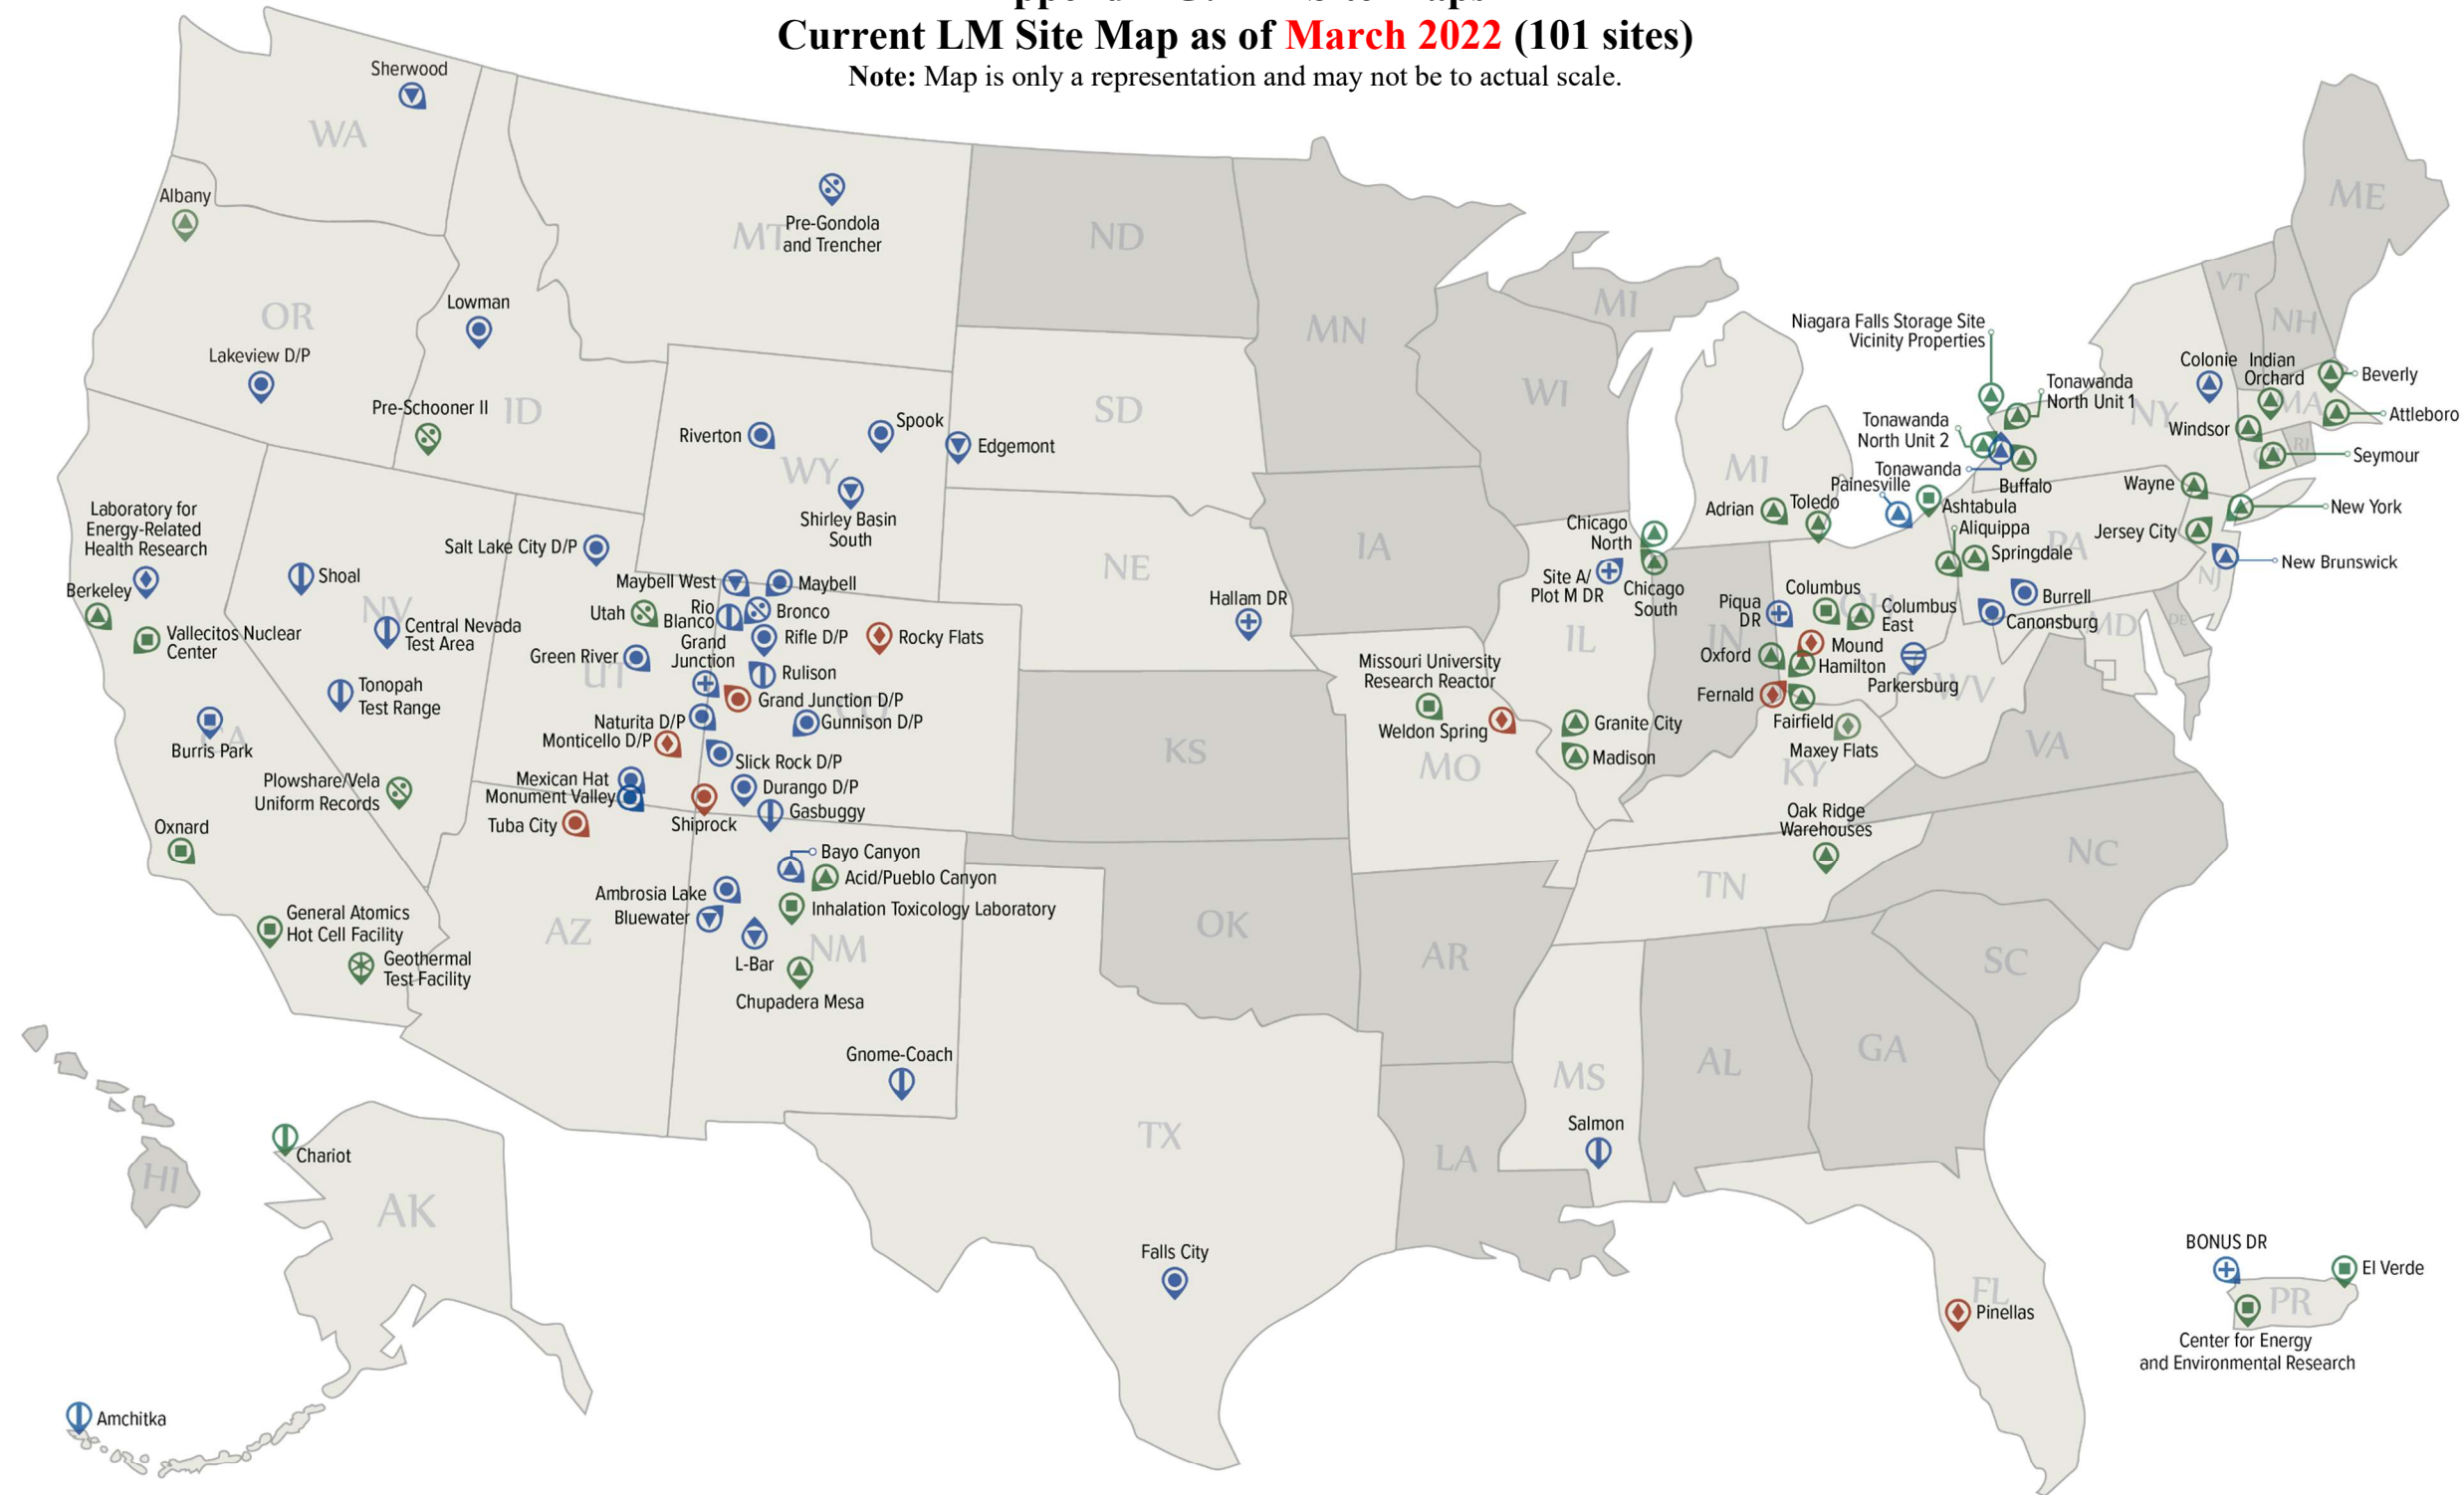 Current LM Site Map as of March 2022 (101 sites)
Note: Map is only a representation and may not be to actual scale.
Sherwood
WA
Albany
Pre-Gondola
and Trencher
MT
ND
ME
OR
Lowman
Lakeview D/P
Pre-Schooner II
ID
MN
MI
WI
SD
VT
NH
Niagara Falls Storage Site
Vicinity Properties
Colonie
Indian
Orchard
Beverly
MA
Attleboro
Tonawanda
North Unit 1
NY
Tonawanda
North Unit 2
Windsor
RI
Seymour
Tonawanda
Buffalo
Riverton
Spook
Edgemont
WY
Shirley Basin
South
MI
Painesville
Ashtabula
Wayne
New York
Adrian
Toledo
Aliquippa
Springdale
PA
Jersey City
New Brunswick
NJ
Laboratory for
Energy-Related
Health Research
Berkeley
Vallecitos Nuclear
Center
Shoal
NV
Central Nevada
Test Area
Tonopah
Test Range
Salt Lake City D/P
Maybell West
Maybell
Utah
Rio
Blanco
Bronco
Grand
Junction
Rifle D/P
Rocky Flats
Green River
UT
Rulison
Grand Junction D/P
Naturita D/P
Gunnison D/P
Monticello D/P
Slick Rock D/P
Mexican Hat
Durango D/P
Monument Valley
Gasbuggy
Tuba City
Shiprock
NE
Hallam DR
IA
Chicago
North
Site A/
Plot M DR
Chicago
South
IL
IN
Piqua
DR
Columbus
Columbus
East
OH
Mound
Oxford
Hamilton
Fernald
Fairfield
Parkersburg
WV
Burrell
Canonsburg
MD
DE
Maxey Flats
KY
VA
Missouri University
Research Reactor
Weldon Spring
Granite City
Madison
MO
KS
Burris Park
CA
Plowshare/Vela
Uniform Records
Oxnard
General Atomics
Hot Cell Facility
Geothermal
Test Facility
AZ
Bayo Canyon
Acid/Pueblo Canyon
Ambrosia Lake
Inhalation Toxicology Laboratory
Bluewater
L-Bar
NM
Chupadera Mesa
Gnome-Coach
OK
AR
Oak Ridge
Warehouses
TN
NC
SC
MS
AL
GA
Salmon
LA
TX
Falls City
HI
Chariot
AK
Amchitka
FL
Pinellas
BONUS DR
El Verde
PR
Center for Energy
and Environmental Research